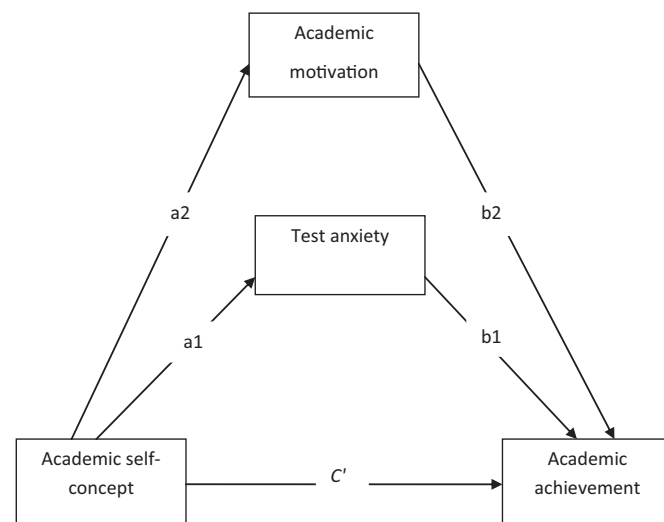 Academic
motivation
a2
b2
Test anxiety
a1
b1
Academic self-
concept
C'
Academic
achievement